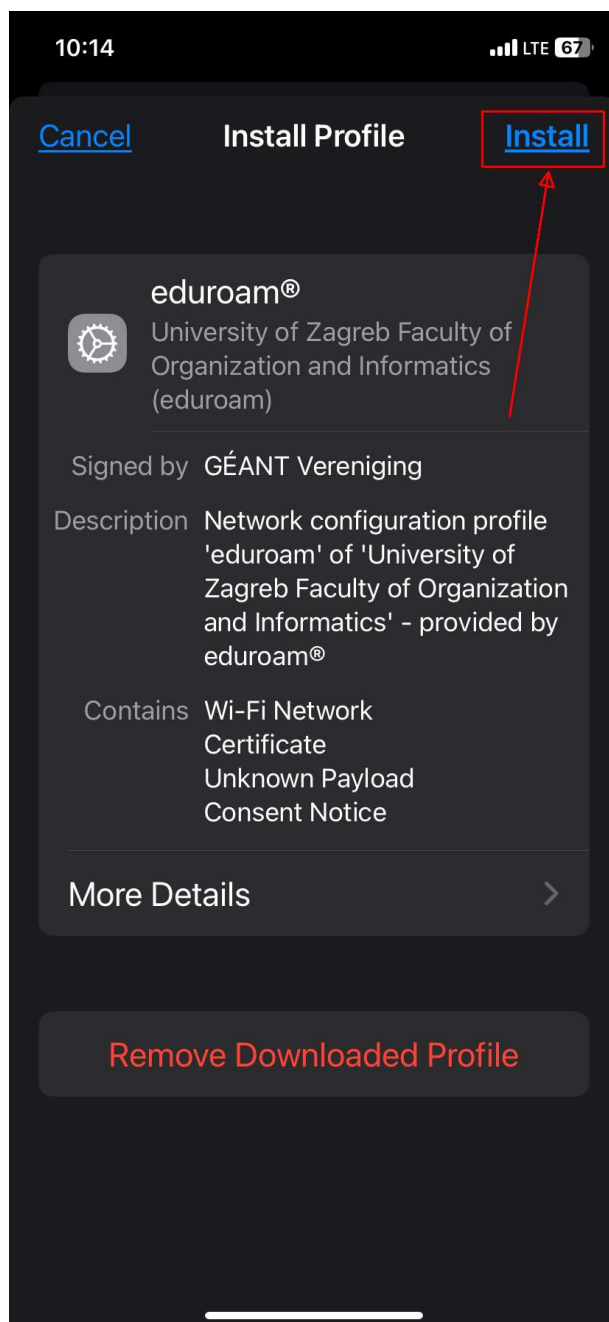 10:14
LTE 67
Cancel Install Profile Install
eduroam®
University of Zagreb Faculty of
Organization and Informatics
(eduroam)
Signed by GÉANT Vereniging
Description Network configuration profile
'eduroam' of 'University of
Zagreb Faculty of Organization
and Informatics' - provided by
eduroam®
Contains Wi-Fi Network
Certificate
Unknown Payload
Consent Notice
More Details
Remove Downloaded Profile